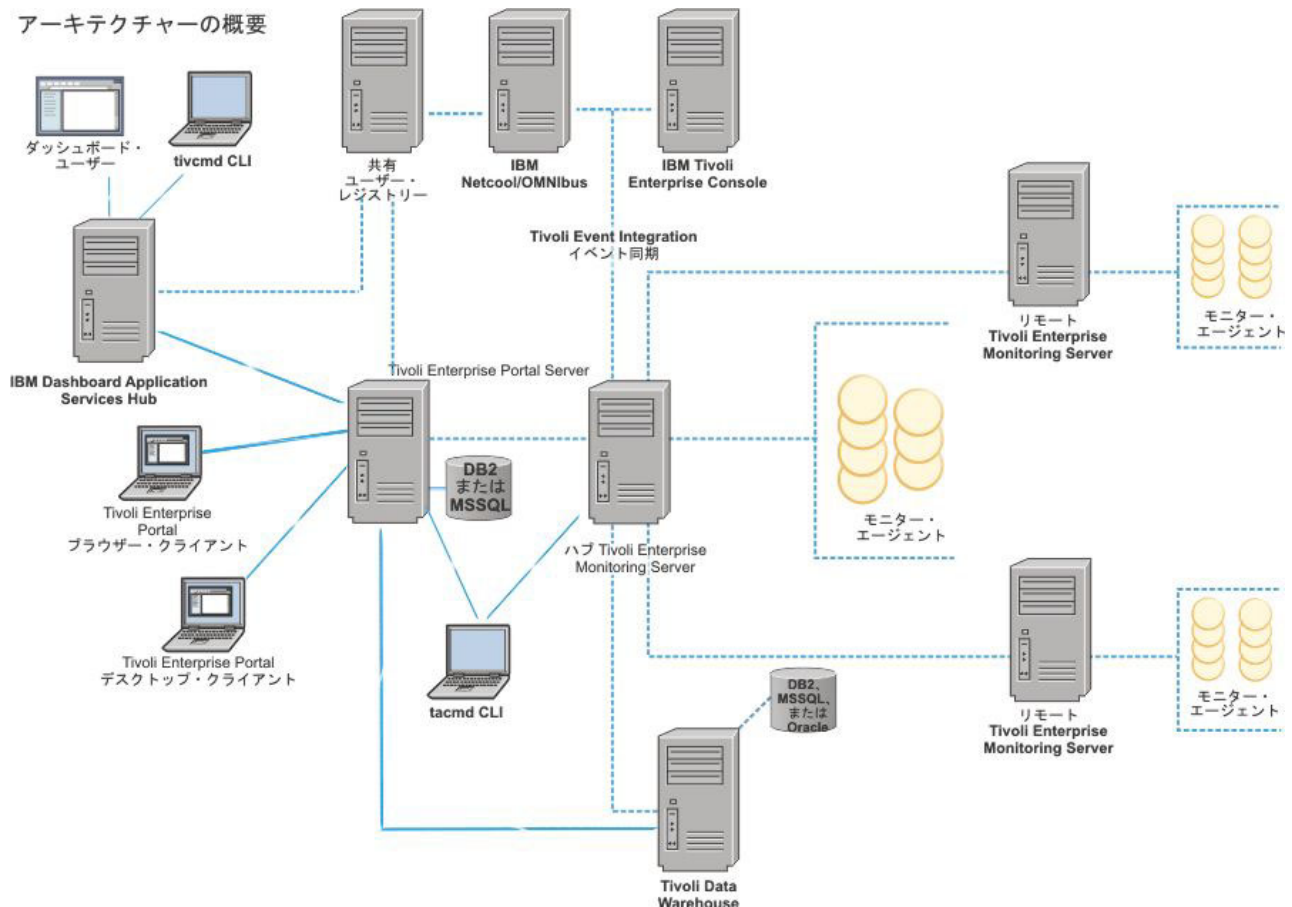 アーキテクチャーの概要
ダッシュボード・
ユーザー
tivcmd CLI
共有
ユーザー・
レジストリー
IBM
Netcool/OMNIbus
IBM Tivoli
Enterprise Console
Tivoli Event Integration
イベント同期
リモート
Tivoli Enterprise
Monitoring Server
モニター・
エージェント
IBM Dashboard Application
Services Hub
Tivoli Enterprise Portal Server
DB2
または
MSSQL
Tivoli Enterprise
Portal
ブラウザー・クライアント
ハブ Tivoli Enterprise
Monitoring Server
モニター・
エージェント
Tivoli Enterprise Portal
デスクトップ・クライアント
tacmd CLI
DB2、
MSSQL、
または
Oracle
リモート
Tivoli Enterprise
Monitoring Server
モニター・
エージェント
Tivoli Data
Warehouse